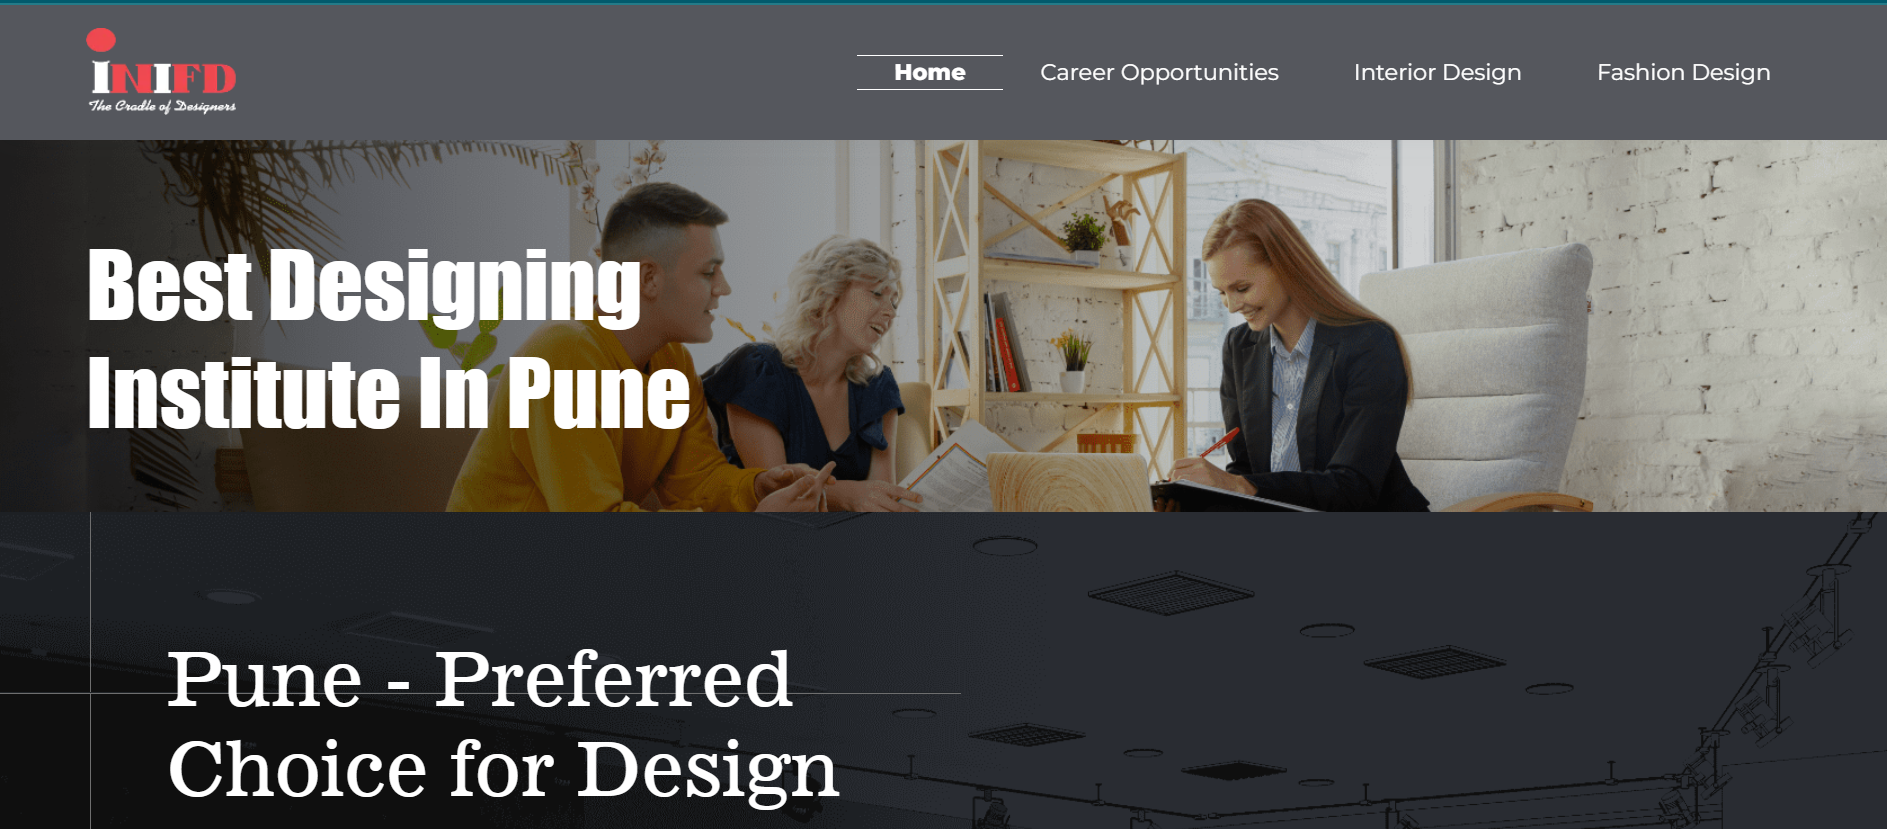 iNIFD
The Cradle of Designers
Home
Career Opportunities
Interior Design
Fashion Design
Best Designing
Institute In Pune
Pune - Preferred
Choice for Design